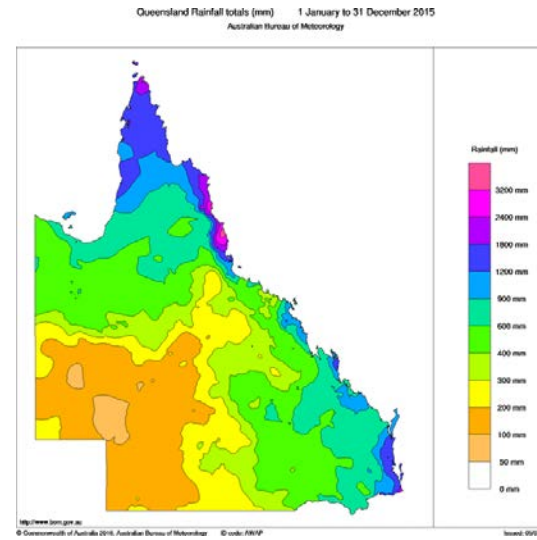 Queensland Rainfall totals (mm) 1 January to 31 December 2015
Australian Bureau of Meteorology
Rainfall (mm)
3200 mm
2400 mm
1800 mm
1200 mm
900 mm
600 mm
400 mm
300 mm
200 mm
100 mm
50 mm
0 mm
http://www.bom.gov.au
© Commonwealth of Australia 2016, Australian Bureau of Meteorology ID code: AWAP
Issued: